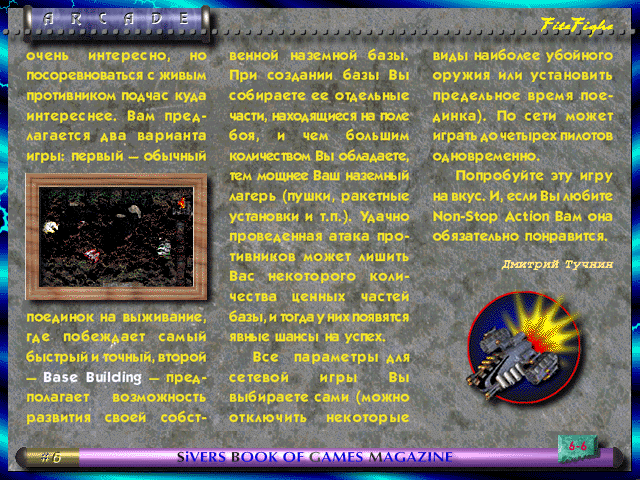 ARCADE
FiteFight
очень интересно, но
посоревноваться с живым
противником подчас куда
интереснее. Вам пред-
лагается два варианта
игры: первый — обычный
поединок на выживание,
где побеждает самый
быстрый и точный, второй
— Base Building — пред-
полагает возможность
развития своей собст-
венной наземной базы.
При создании базы Вы
собираете ее отдельные
части, находящиеся на поле
боя, и чем большим
количеством Вы обладаете,
тем мощнее Ваш наземный
лагерь (пушки, ракетные
установки и т.п.). Удачно
проведенная атака про-
тивников может лишить
Вас некоторого коли-
чества ценных частей
базы, и тогда у них появятся
явные шансы на успех.
Все параметры для
сетевой игры Вы
выбираете сами (можно
отключить некоторые
виды наиболее убойного
оружия или установить
предельное время пое-
динка). По сети может
играть до четырех пилотов
одновременно.
Попробуйте эту игру
на вкус. И, если Вы любите
Non-Stop Action Вам она
обязательно понравится.
Дмитрий Тучнин
#6
SiVERS BOOK OF GAMES MAGAZINE
6-6